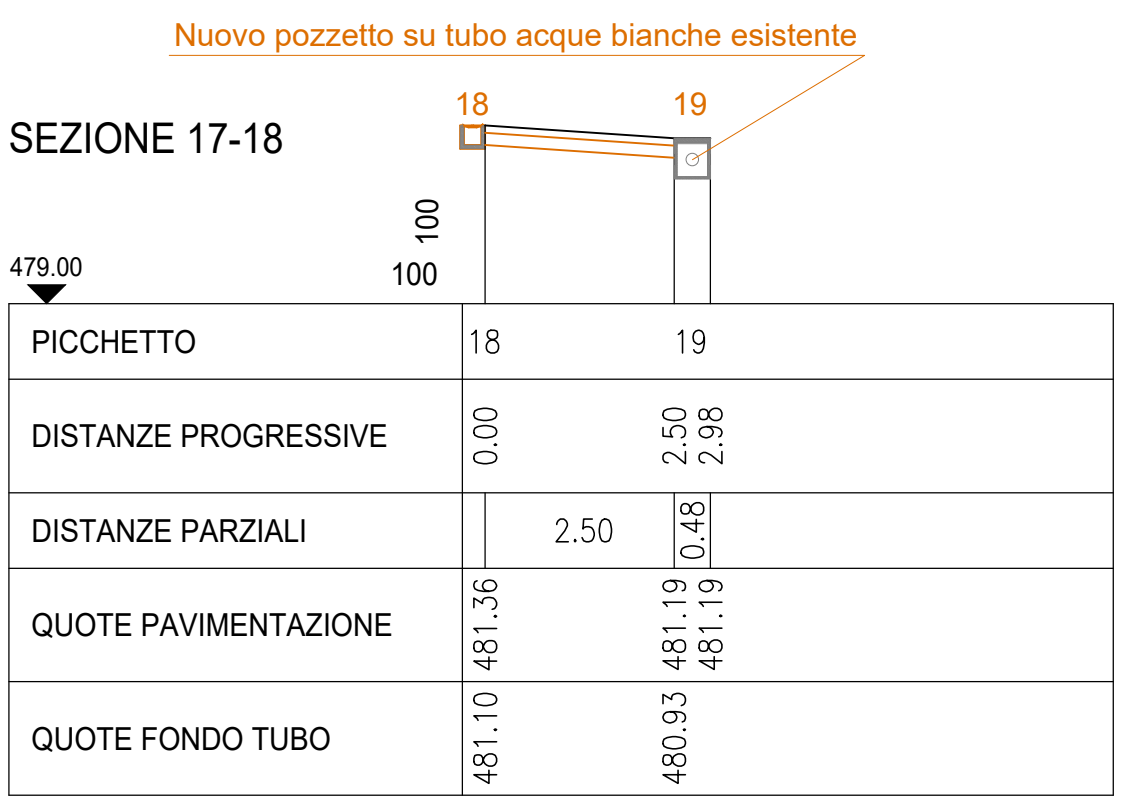 Nuovo pozzetto su tubo acque bianche esistente
18 19
SEZIONE 17-18
100
479.00
100
PICCHETTO 18 19
DISTANZE PROGRESSIVE 0.00 2.50 2.98
DISTANZE PARZIALI 2.50 0.48
QUOTE PAVIMENTAZIONE 481.36 481.19 481.19
QUOTE FONDO TUBO 481.10 480.93